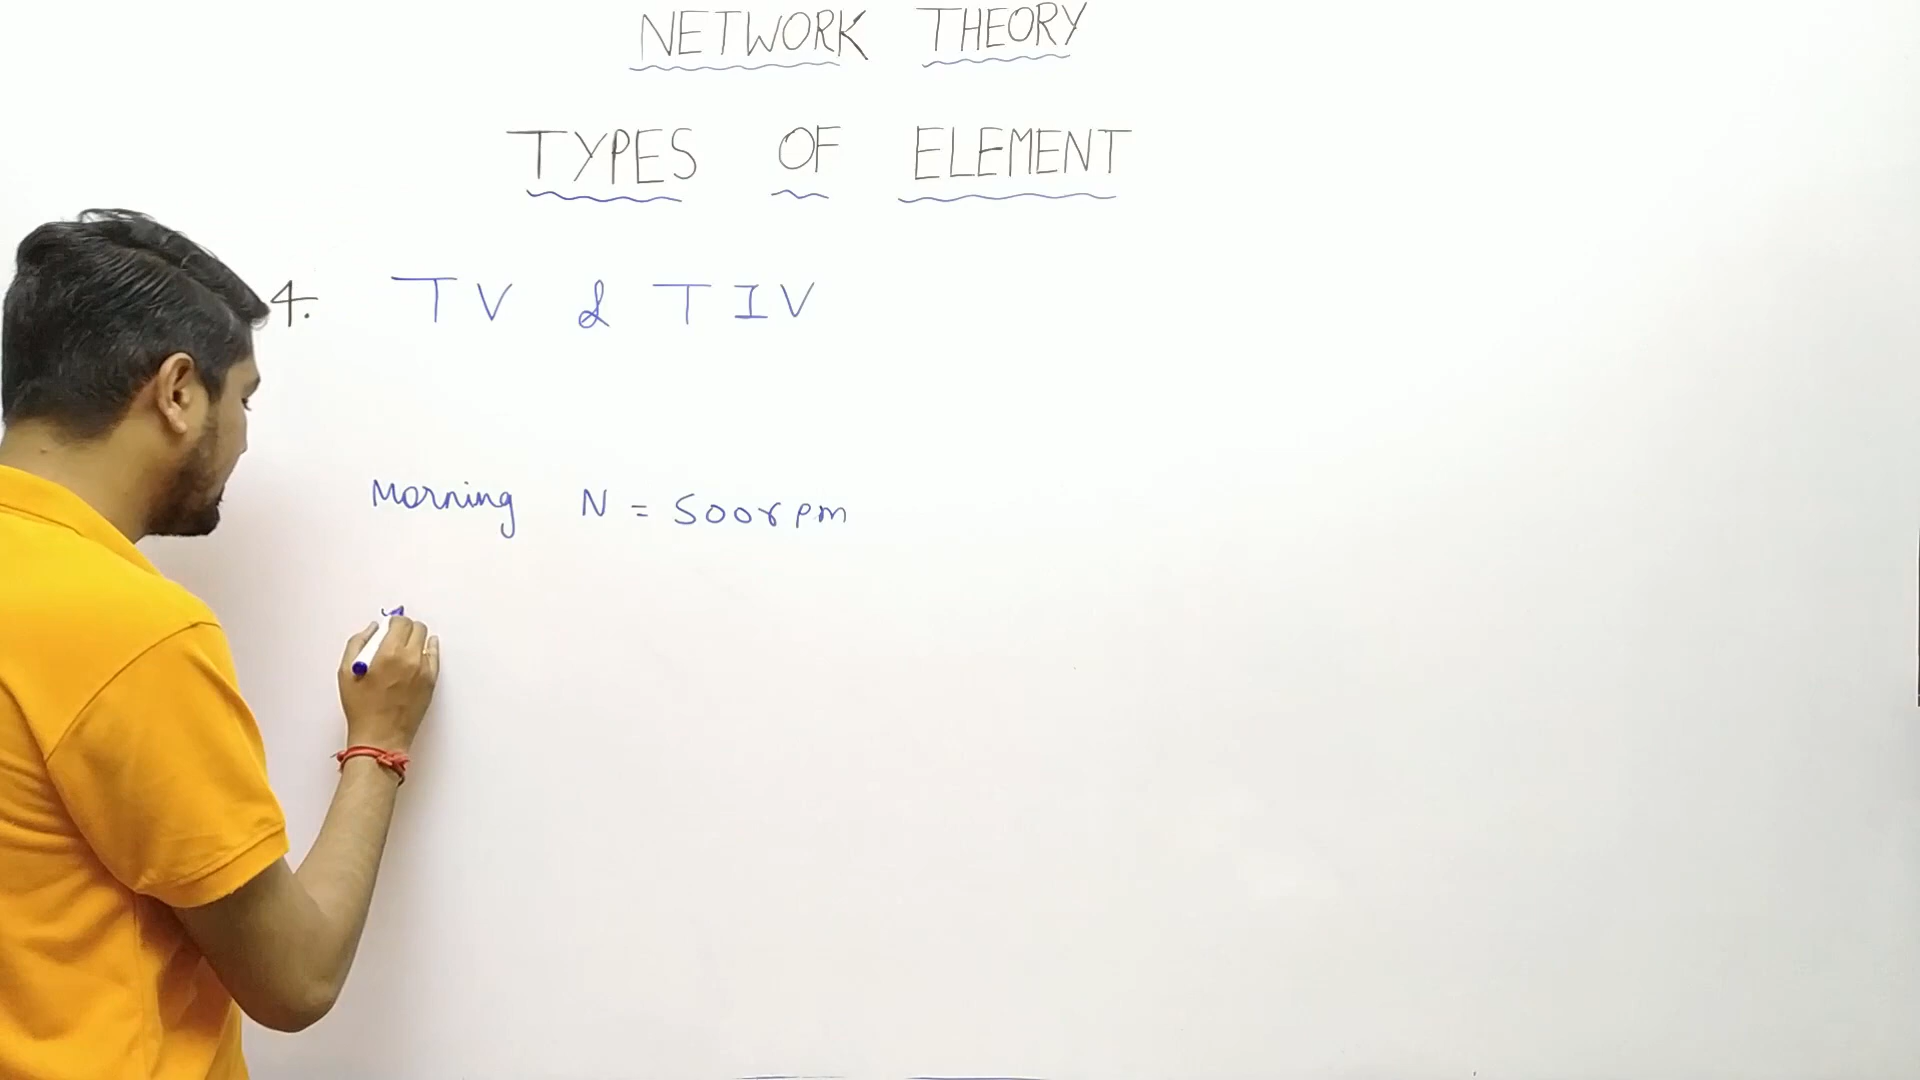 NETWORK THEORY
TYPES OF ELEMENT
4. TV & TIV
Morning N = 500rpm